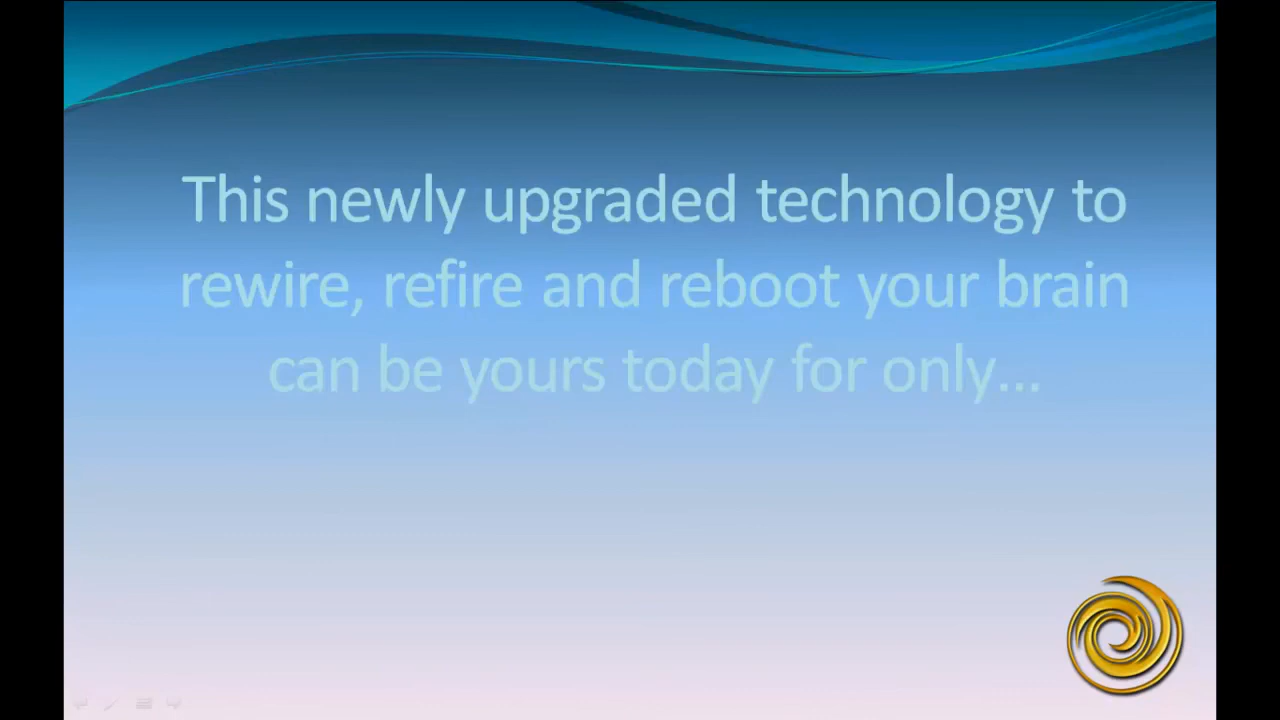 This newly upgraded technology to
rewire, refire and reboot your brain
can be yours today for only...